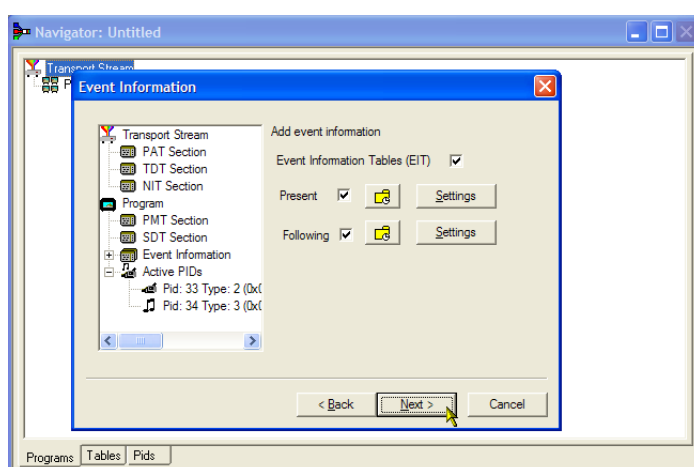 Navigator: Untitled
Transport Stream
P
Event Information
Transport Stream
PAT Section
TDT Section
NIT Section
Program
PMT Section
SDT Section
Event Information
Active PIDs
Pid: 33 Type: 2 (0x(
Pid: 34 Type: 3 (0x(
Add event information
Event Information Tables (EIT)
Present Settings
Following Settings
< Back Next > Cancel
Programs Tables Pids